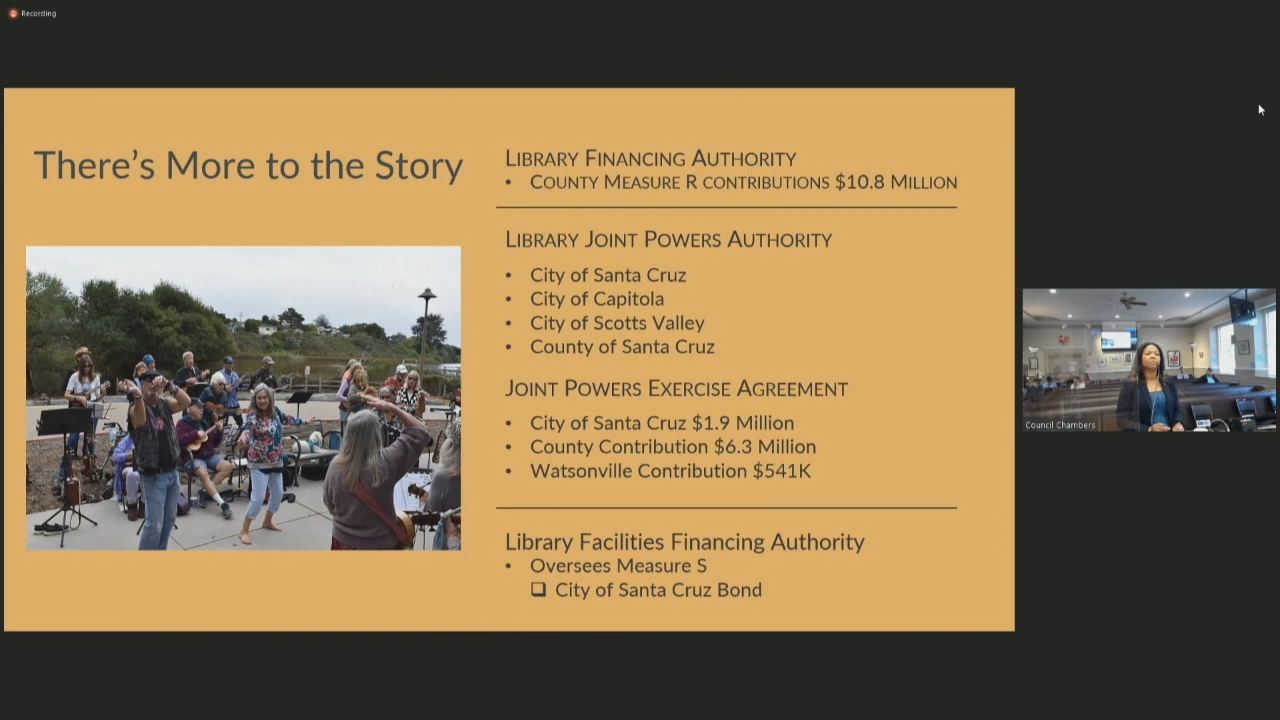 Recording
There's More to the Story
LIBRARY FINANCING AUTHORITY
• COUNTY MEASURE R CONTRIBUTIONS $10.8 MILLION
LIBRARY JOINT POWERS AUTHORITY
• City of Santa Cruz
• City of Capitola
• City of Scotts Valley
• County of Santa Cruz
JOINT POWERS EXERCISE AGREEMENT
• City of Santa Cruz $1.9 Million
• County Contribution $6.3 Million
• Watsonville Contribution $541K
Library Facilities Financing Authority
• Oversees Measure S
❑ City of Santa Cruz Bond
Council Chambers